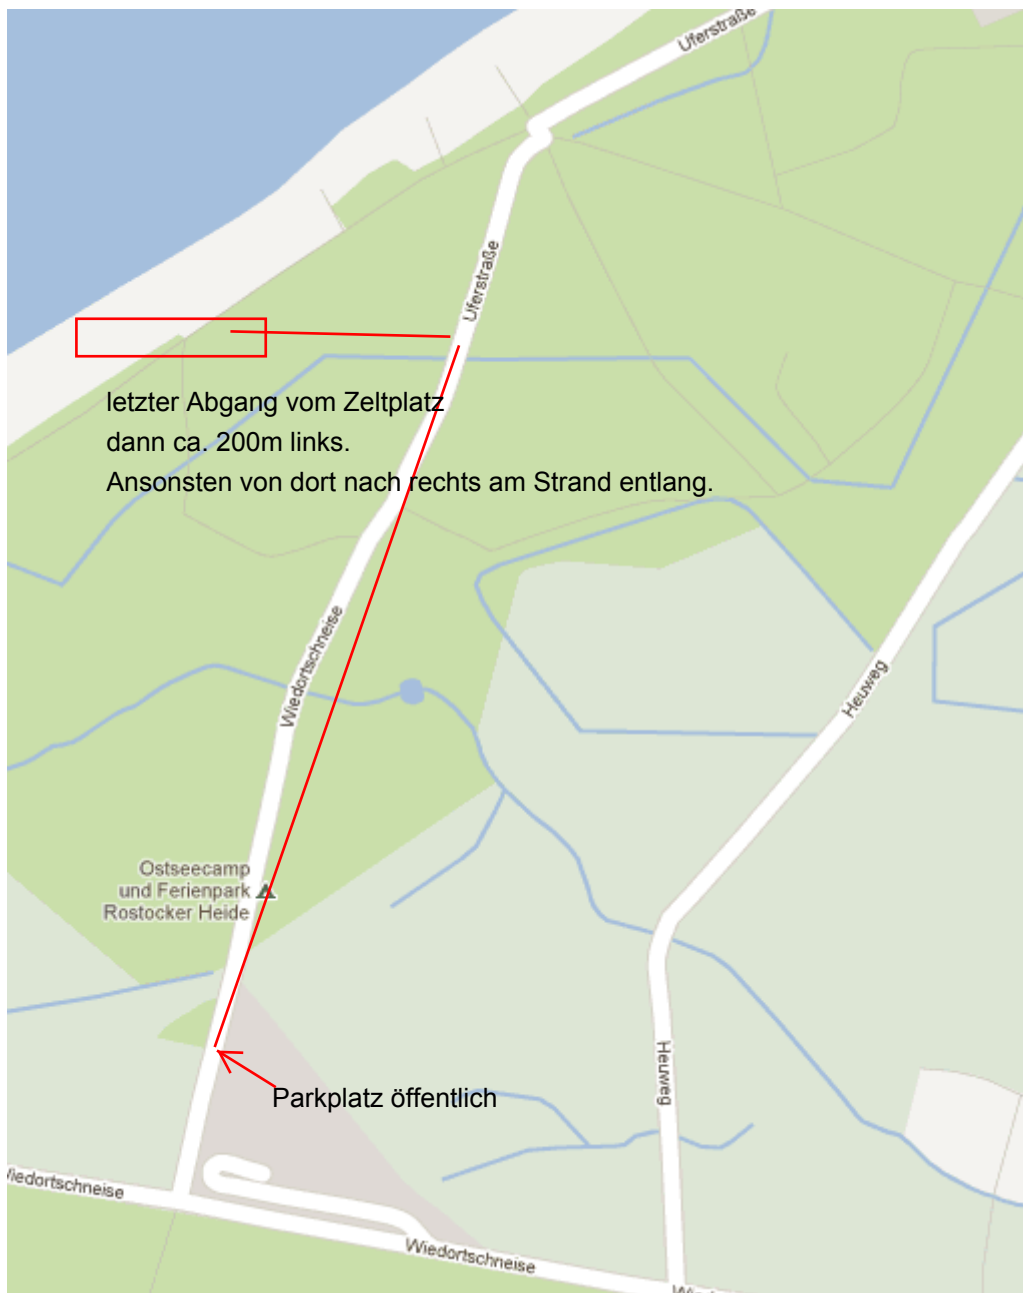 Uferstraße
Uferstraße
letzter Abgang vom Zeltplatz
dann ca. 200m links.
Ansonsten von dort nach rechts am Strand entlang.
Wiedortschneise
Heuweg
Ostseecamp
und Ferienpark
Rostocker Heide
Heuweg
Parkplatz öffentlich
Wiedortschneise
Wiedortschneise